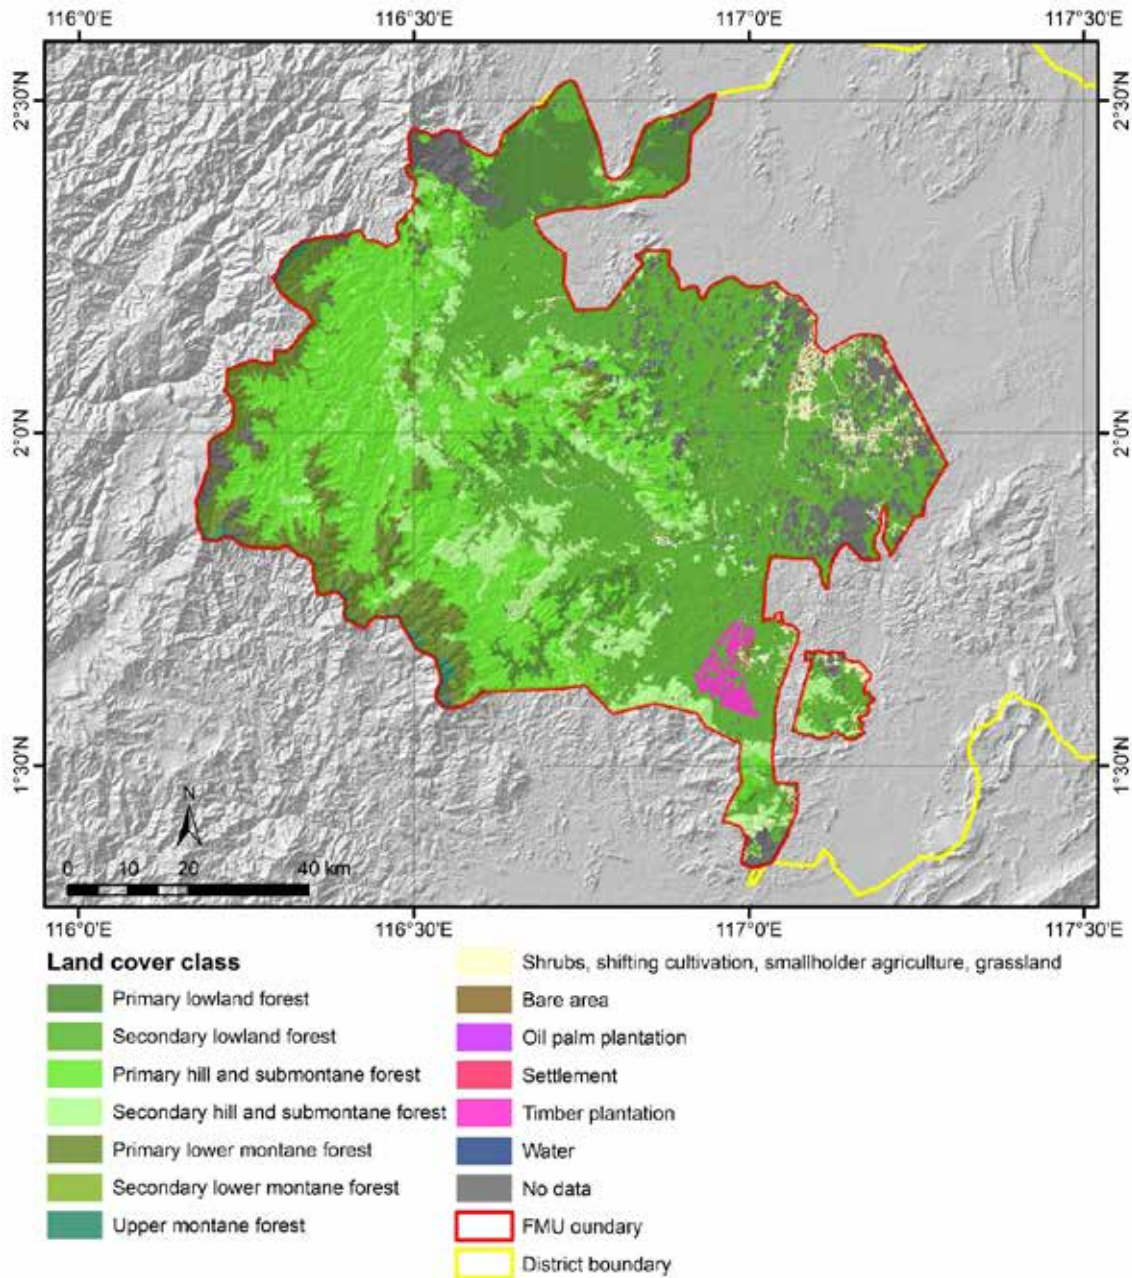 116°0'E 116°30'E 117°0'E 117°30'E
2°30'N 2°30'N
2°0'N 2°0'N
1°30'N 1°30'N
N
0 10 20 40 km
116°0'E 116°30'E 117°0'E 117°30'E
Land cover class
Primary lowland forest
Secondary lowland forest
Primary hill and submontane forest
Secondary hill and submontane forest
Primary lower montane forest
Secondary lower montane forest
Upper montane forest
Shrubs, shifting cultivation, smallholder agriculture, grassland
Bare area
Oil palm plantation
Settlement
Timber plantation
Water
No data
FMU oundary
District boundary